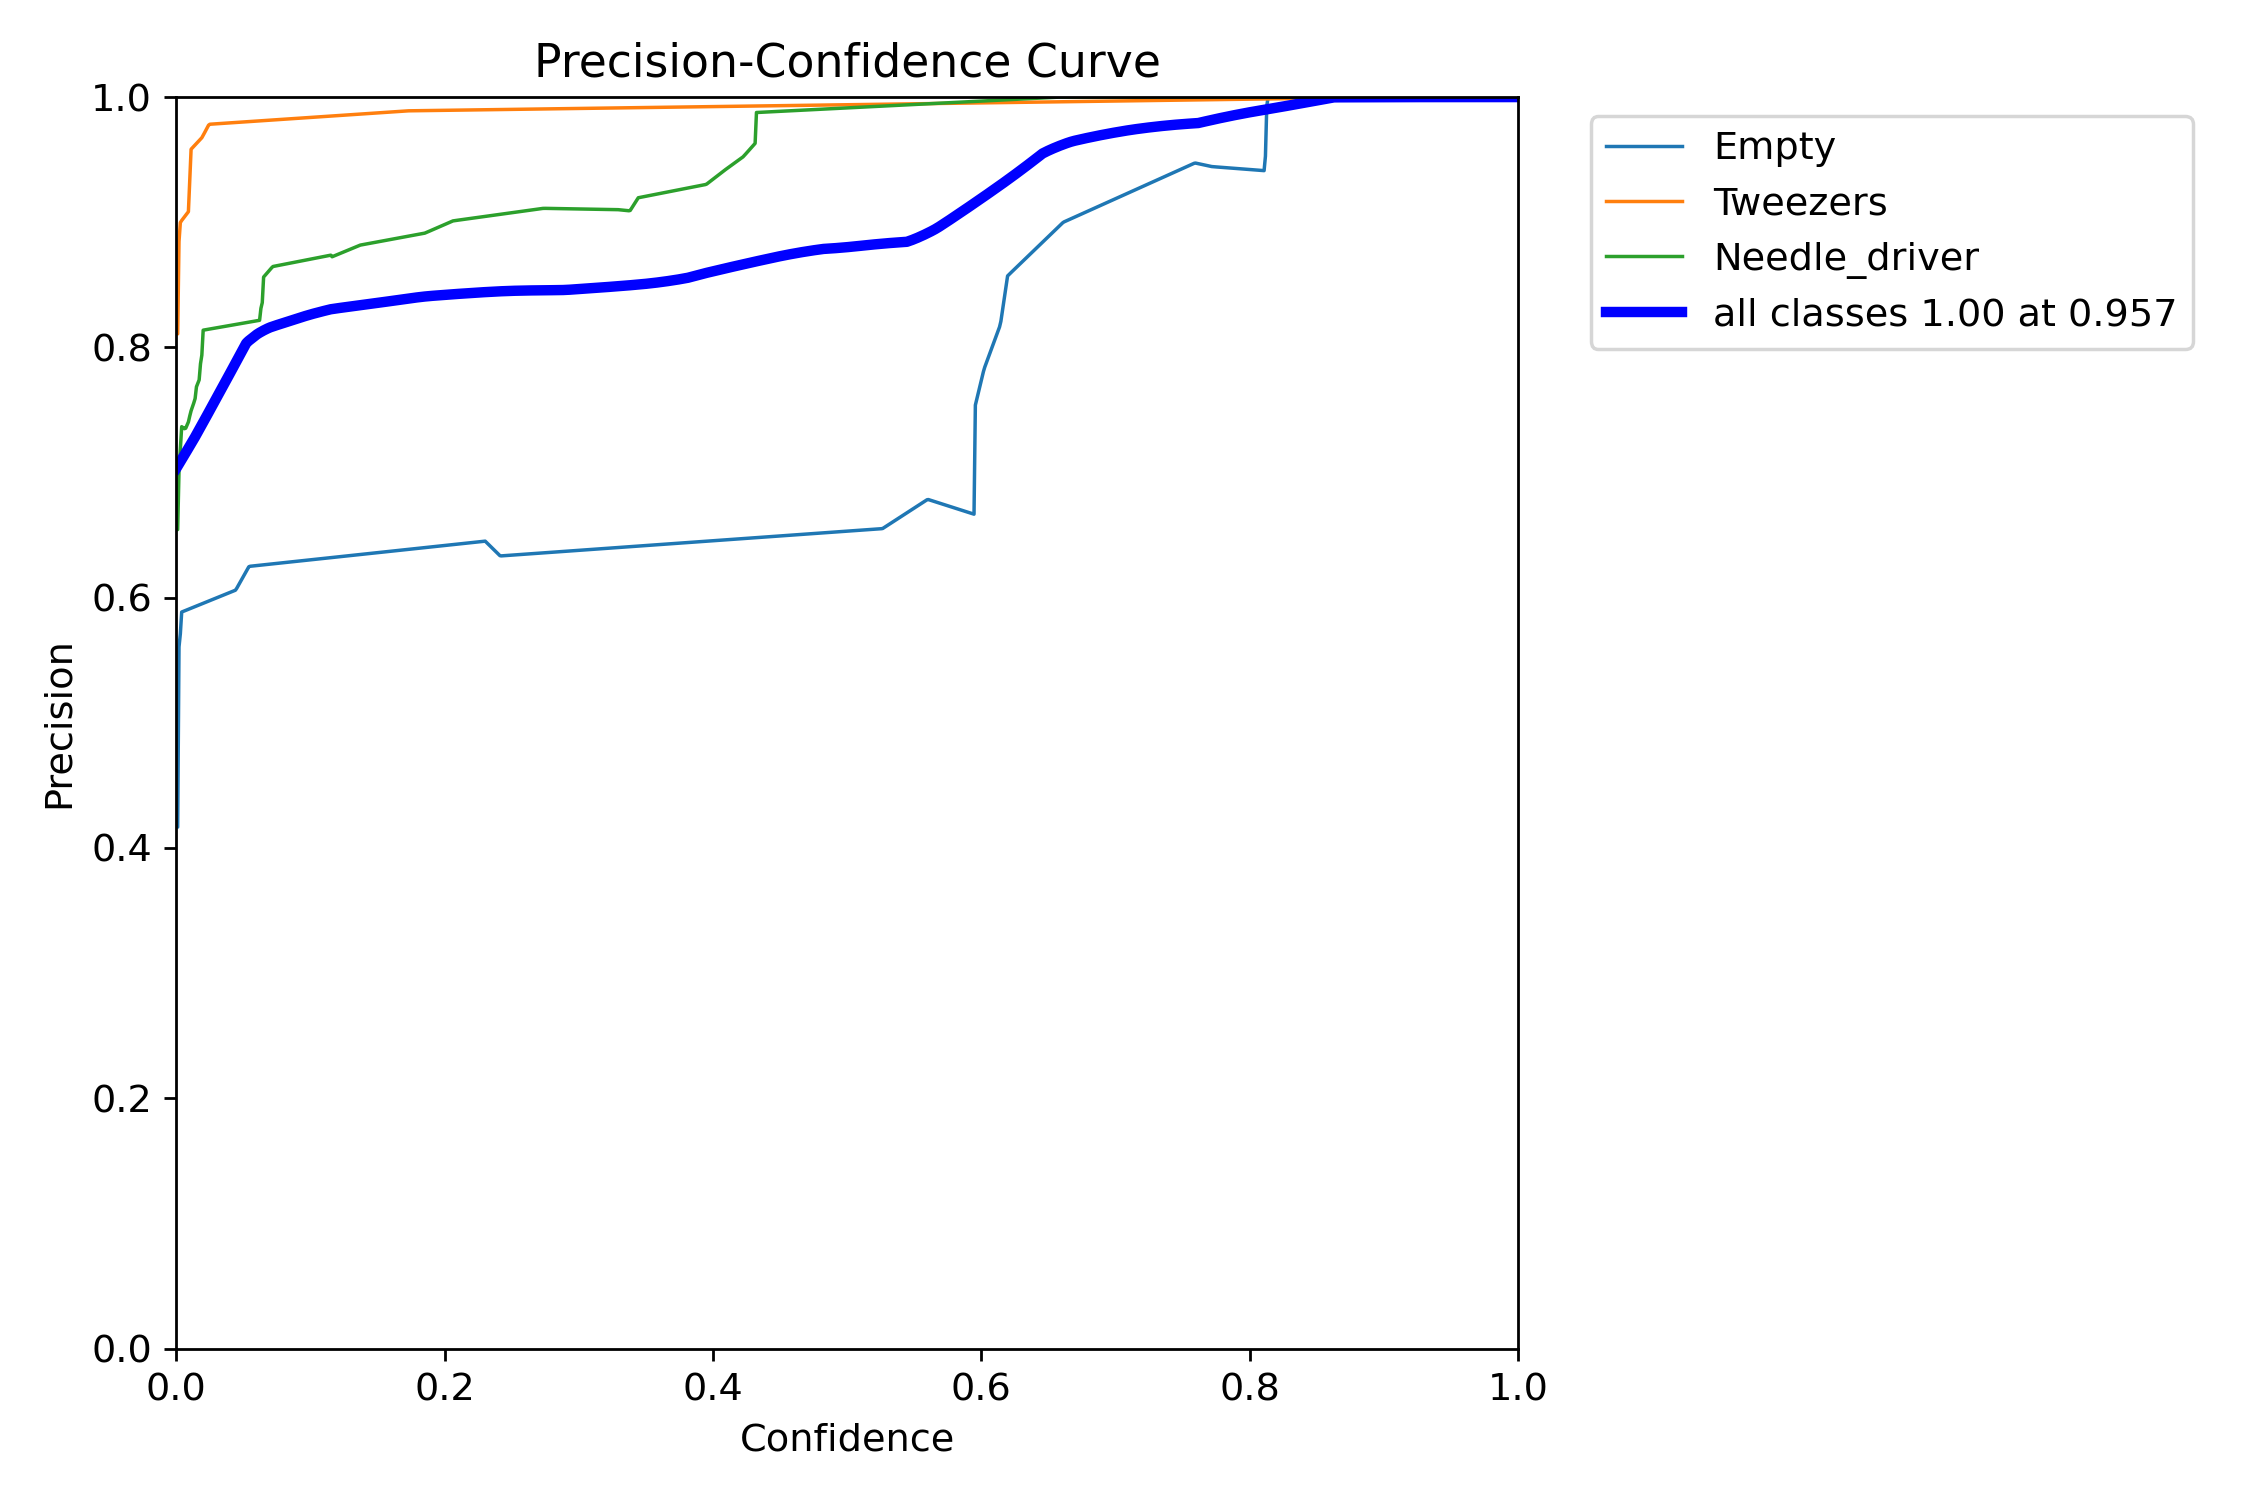 Precision-Confidence Curve
1.0
0.8
0.6
0.4
0.2
0.0
Precision
0.0 0.2 0.4 0.6 0.8 1.0
Confidence
Empty
Tweezers
Needle_driver
all classes 1.00 at 0.957